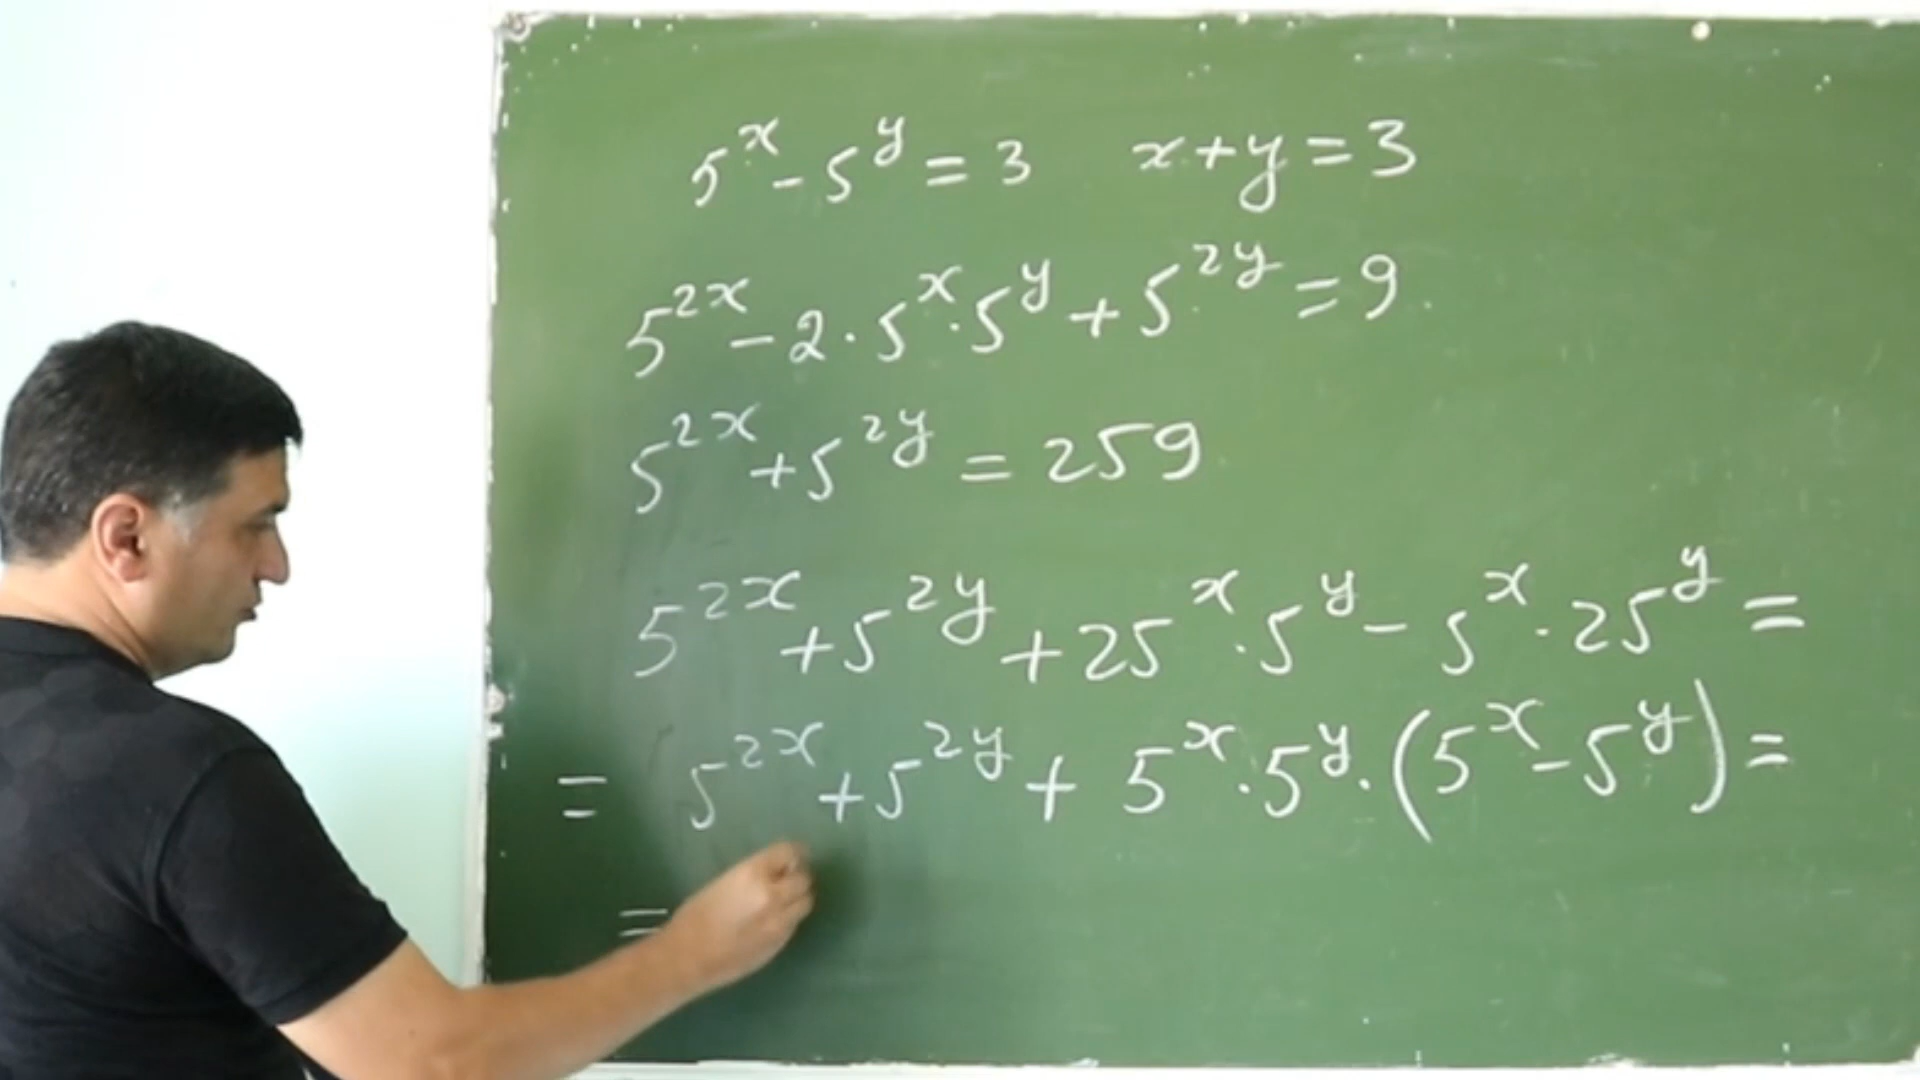 5^x - 5^y = 3 x + y = 3
5^{2x} - 2 · 5^x · 5^y + 5^{2y} = 9
5^{2x} + 5^{2y} = 259
5^{2x} + 5^{2y} + 25^x · 5^y - 5^x · 25^y =
= 5^{2x} + 5^{2y} + 5^x · 5^y · (5^x - 5^y) =
=